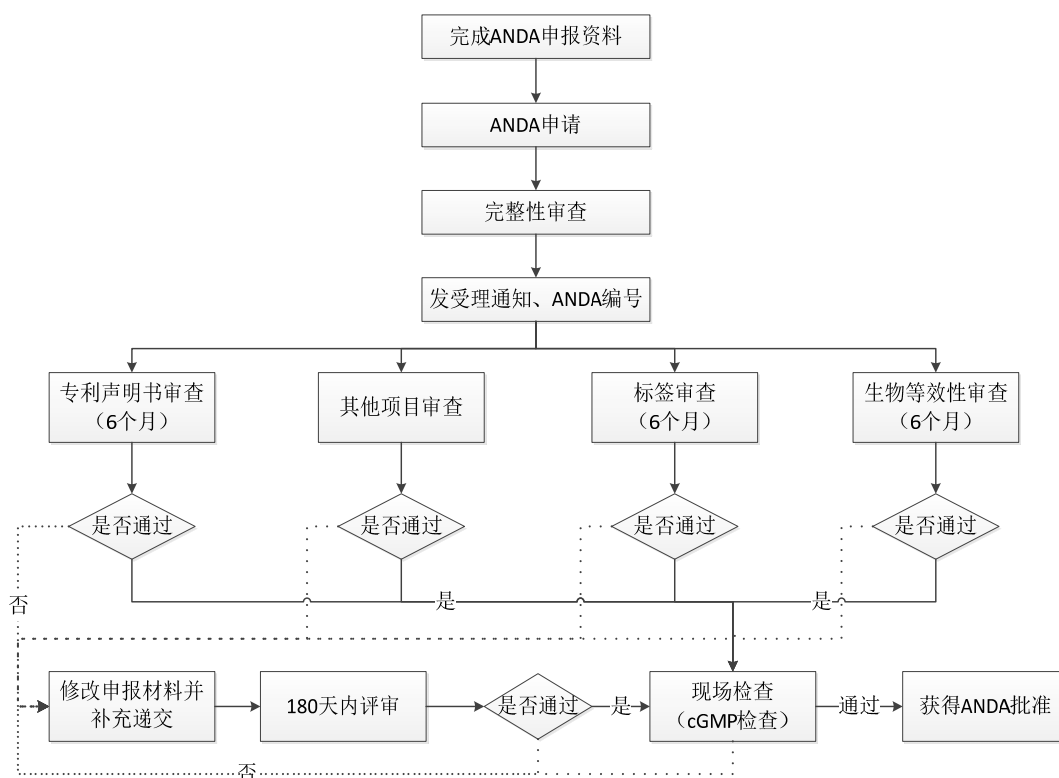 完成ANDA申报资料
ANDA申请
完整性审查
发受理通知、ANDA编号
专利声明书审查
（6个月）
其他项目审查
标签审查
（6个月）
生物等效性审查
（6个月）
是否通过
是否通过
是否通过
是否通过
否
是
是
修改申报材料并
补充递交
180天内评审
是否通过
是
现场检查
（cGMP检查）
通过
获得ANDA批准
否